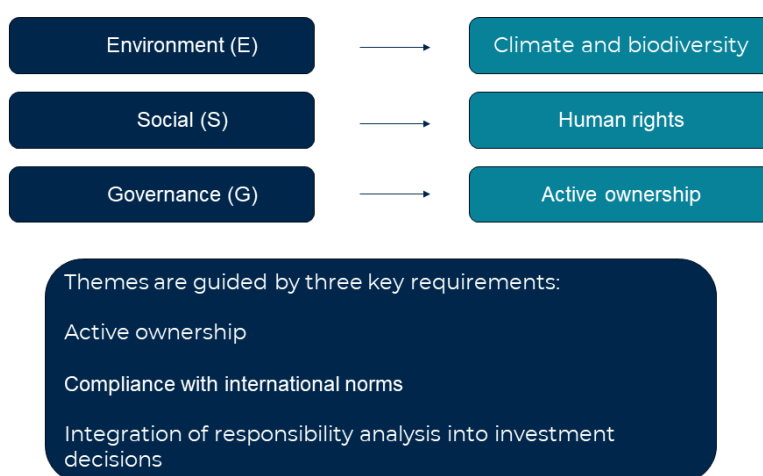 Environment (E)
Climate and biodiversity
Social (S)
Human rights
Governance (G)
Active ownership
Themes are guided by three key requirements:
Active ownership
Compliance with international norms
Integration of responsibility analysis into investment
decisions